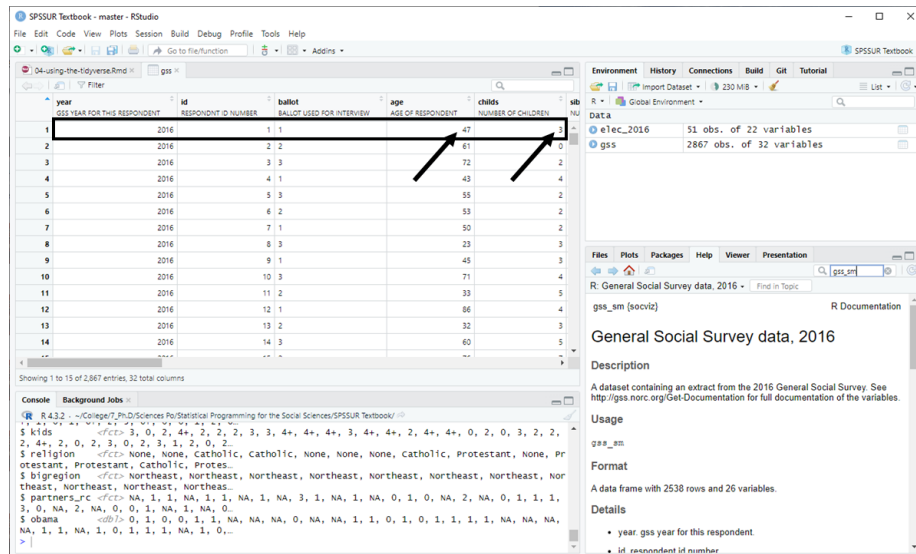 SPSSUR Textbook - master - RStudio
File Edit Code View Plots Session Build Debug Profile Tools Help
Go to file/function
Addins
SPSSUR Textbook
04-using-the-tidyverse.Rmd
gss
Filter
year id ballot age childs sib
GSS YEAR FOR THIS RESPONDENT RESPONDNT ID NUMBER BALLOT USED FOR INTERVIEW AGE OF RESPONDENT NUMBER OF CHILDREN NU
1 2016 1 1 47 3
2 2016 2 2 61 0
3 2016 3 3 72 2
4 2016 4 1 43 4
5 2016 5 3 55 2
6 2016 6 2 53 2
7 2016 7 1 50 2
8 2016 8 3 23 3
9 2016 9 1 45 3
10 2016 10 3 71 4
11 2016 11 2 33 5
12 2016 12 1 86 4
13 2016 13 2 32 3
14 2016 14 3 60 5
Showing 1 to 15 of 2,867 entries, 32 total columns
Console Background Jobs
R 4.3.2 · ~/College/7_Ph.D/Sciences Po/Statistical Programming for the Social Sciences/SPSSUR Textbook/
$ kids <fct> 3, 0, 2, 4+, 2, 2, 2, 3, 3, 4+, 4+, 4+, 3, 4+, 4+, 2, 4+, 4+, 0, 2, 0, 3, 2, 2,
2, 4+, 2, 0, 2, 3, 0, 2, 3, 1, 2, 0, 2…
$ religion <fct> None, None, Catholic, Catholic, None, None, None, Catholic, Protestant, None, Pr
otestant, Protestant, Catholic, Protes…
$ bigregion <fct> Northeast, Northeast, Northeast, Northeast, Northeast, Northeast, Northeast, Nor
theast, Northeast, Northeast, Northeas…
$ partners_rc <fct> NA, 1, 1, NA, 1, 1, NA, 1, NA, 3, 1, NA, 1, NA, 0, 1, 0, NA, 2, NA, 0, 1, 1, 1,
3, 0, NA, 2, NA, 0, 0, 1, NA, 1, NA, 0…
$ obama <dbl> 0, 1, 0, 0, 1, 1, NA, NA, NA, 0, NA, NA, 1, 1, 0, 1, 0, 1, 1, 1, 1, NA, NA, NA,
NA, 1, 1, NA, 1, 0, 1, 1, 1, NA, 1, 0,…
>
Environment History Connections Build Git Tutorial
Import Dataset 230 MiB List
R Global Environment
Data
elec_2016 51 obs. of 22 variables
gss 2867 obs. of 32 variables
Files Plots Packages Help Viewer Presentation
gss_sm
R: General Social Survey data, 2016 Find in Topic
gss_sm {socviz} R Documentation
General Social Survey data, 2016
Description
A dataset containing an extract from the 2016 General Social Survey. See
http://gss.norc.org/Get-Documentation for full documentation of the variables.
Usage
gss_sm
Format
A data frame with 2538 rows and 26 variables.
Details
• year. gss year for this respondent.
• id. respondent id number